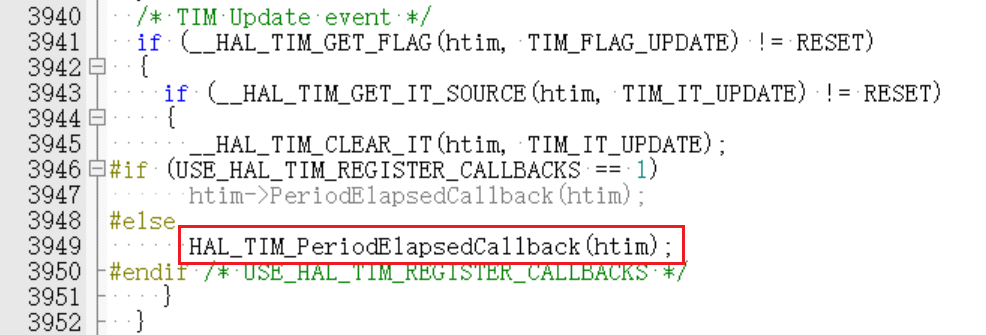 3940 /* TIM Update event */
3941 if (__HAL_TIM_GET_FLAG(htim, TIM_FLAG_UPDATE) != RESET)
3942 {
3943 if (__HAL_TIM_GET_IT_SOURCE(htim, TIM_IT_UPDATE) != RESET)
3944 {
3945 __HAL_TIM_CLEAR_IT(htim, TIM_IT_UPDATE);
3946 #if (USE_HAL_TIM_REGISTER_CALLBACKS == 1)
3947 htim->PeriodElapsedCallback(htim);
3948 #else
3949 HAL_TIM_PeriodElapsedCallback(htim);
3950 #endif /* USE_HAL_TIM_REGISTER_CALLBACKS */
3951 }
3952 }